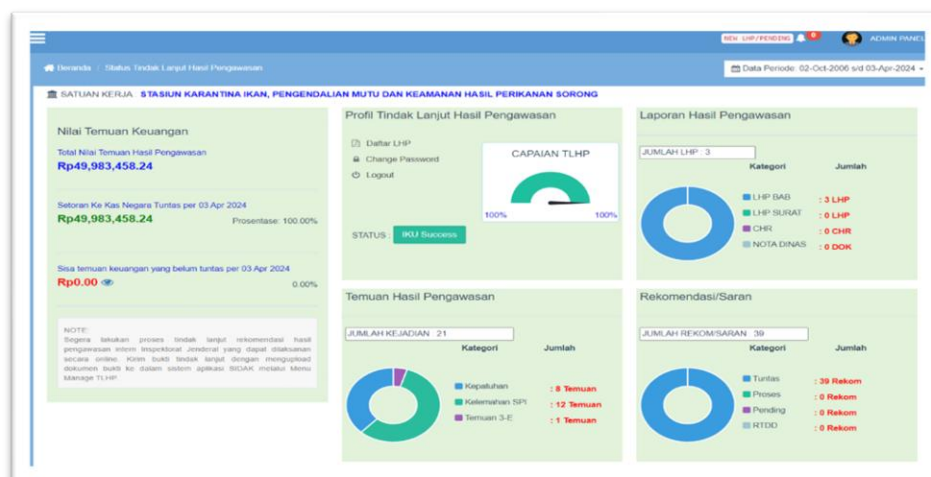 NEW LHP/PENDING
0
ADMIN PANEL
Beranda / Status Tindak Lanjut Hasil Pengawasan
Data Periode: 02-Oct-2006 s/d 03-Apr-2024
SATUAN KERJA : STASIUN KARANTINA IKAN, PENGENDALIAN MUTU DAN KEAMANAN HASIL PERIKANAN SORONG
Nilai Temuan Keuangan
Total Nilai Temuan Hasil Pengawasan
Rp49,983,458.24
Setoran Ke Kas Negara Tuntas per 03 Apr 2024
Rp49,983,458.24
Prosentase: 100.00%
Sisa temuan keuangan yang belum tuntas per 03 Apr 2024
Rp0.00
0.00%
NOTE:
Segera lakukan proses tindak lanjut rekomendasi hasil
pengawasan intern Inspektorat Jenderal yang dapat dilaksanan
secara online. Kirim bukti tindak lanjut dengan mengupload
dokumen bukti ke dalam sistem aplikasi SIDAK melalui Menu
Manage TLHP.
Profil Tindak Lanjut Hasil Pengawasan
Daftar LHP
Change Password
Logout
CAPAIAN TLHP
100%
100%
STATUS : IKU Success
Laporan Hasil Pengawasan
JUMLAH LHP : 3
Kategori Jumlah
LHP BAB : 3 LHP
LHP SURAT : 0 LHP
CHR : 0 CHR
NOTA DINAS : 0 DOK
Temuan Hasil Pengawasan
JUMLAH KEJADIAN 21
Kategori Jumlah
Kepatuhan : 8 Temuan
Kelemahan SPI : 12 Temuan
Temuan 3-E : 1 Temuan
Rekomendasi/Saran
JUMLAH REKOM/SARAN 39
Kategori Jumlah
Tuntas : 39 Rekom
Proses : 0 Rekom
Pending : 0 Rekom
RTDD : 0 Rekom